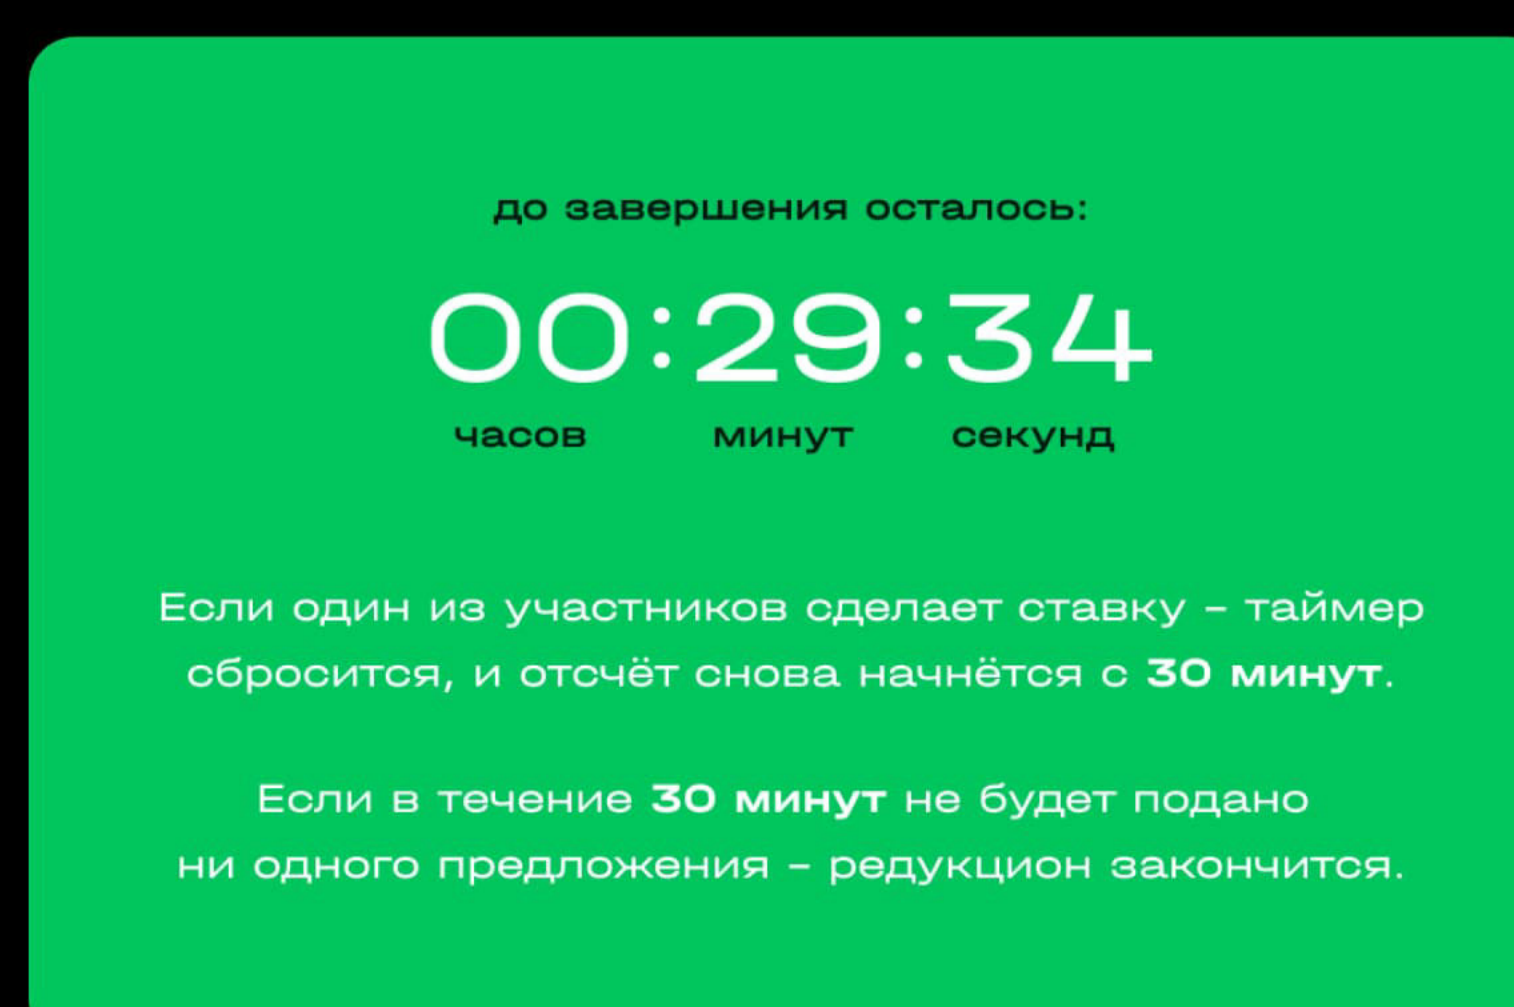 до завершения осталось:
00:29:34
часов минут секунд
Если один из участников сделает ставку – таймер
сбросится, и отсчёт снова начнётся с 30 минут.
Если в течение 30 минут не будет подано
ни одного предложения – редукцион закончится.